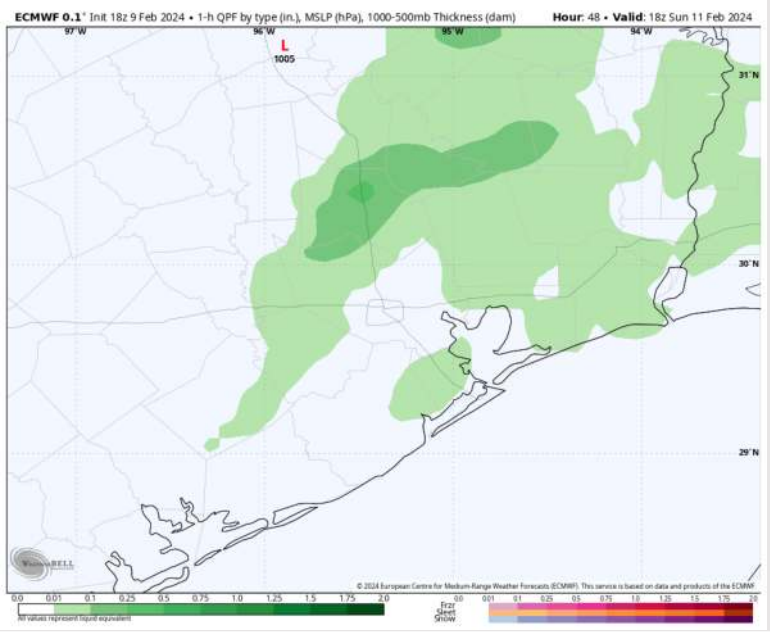 ECMWF 0.1° Init 18z 9 Feb 2024 • 1-h QPF by type (in.), MSLP (hPa), 1000-500mb Thickness (dam) Hour: 48 • Valid: 18z Sun 11 Feb 2024
97°W 96°W 95°W 94°W
L
1005
31°N
30°N
29°N
WeatherBELL
© 2024 European Centre for Medium-Range Weather Forecasts (ECMWF). This service is based on data and products of the ECMWF
0.0 0.01 0.1 0.25 0.5 0.75 1.0 1.25 1.5 1.75 2.0 0.0 0.01 0.1 0.25 0.5 0.75 1.0 1.25 1.5 1.75 2.0
Frzr
Sleet
Snow
All values represent liquid equivalent